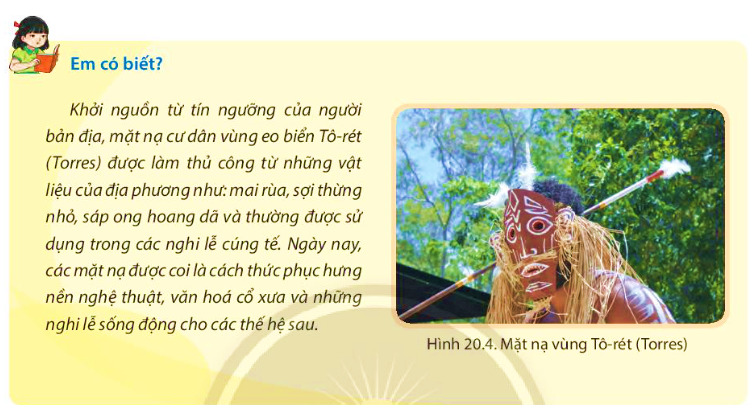 Em có biết?
Khởi nguồn từ tín ngưỡng của người
bản địa, mặt nạ cư dân vùng eo biển Tô-rét
(Torres) được làm thủ công từ những vật
liệu của địa phương như: mai rùa, sợi thừng
nhỏ, sáp ong hoang dã và thường được sử
dụng trong các nghi lễ cúng tế. Ngày nay,
các mặt nạ được coi là cách thức phục hưng
nền nghệ thuật, văn hoá cổ xưa và những
nghi lễ sống động cho các thế hệ sau.
Hình 20.4. Mặt nạ vùng Tô-rét (Torres)